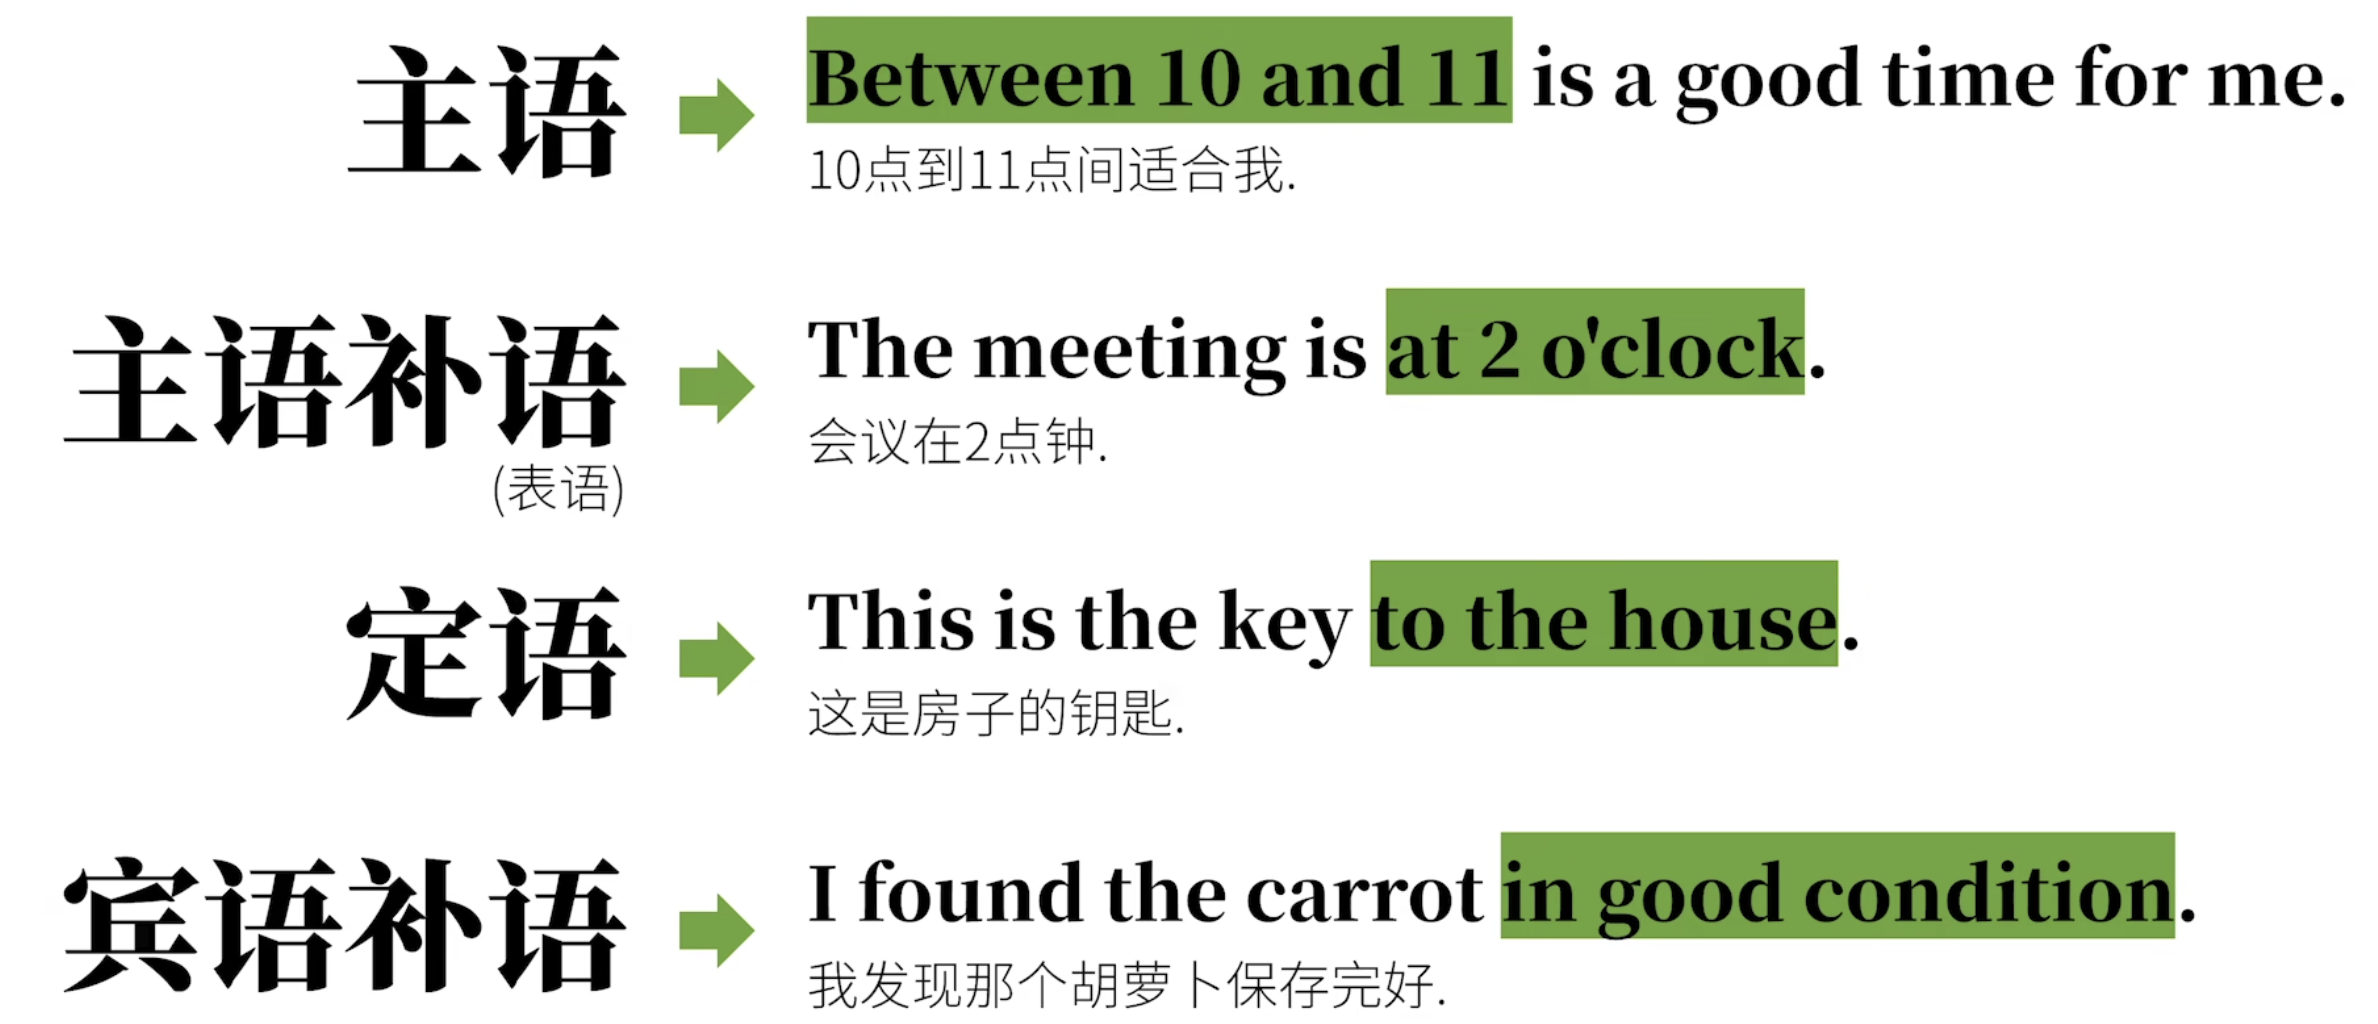 主语
Between 10 and 11 is a good time for me.
10点到11点间适合我.
主语补语
(表语)
The meeting is at 2 o'clock.
会议在2点钟.
定语
This is the key to the house.
这是房子的钥匙.
宾语补语
I found the carrot in good condition.
我发现那个胡萝卜保存完好.